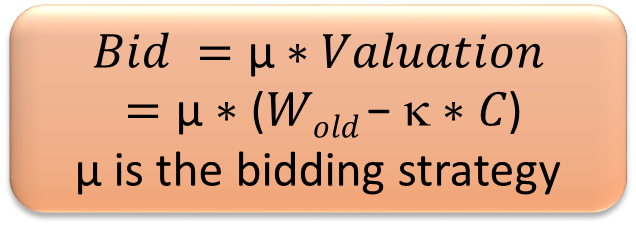 Bid = μ * Valuation
= μ * (W_old – κ * C)
μ is the bidding strategy